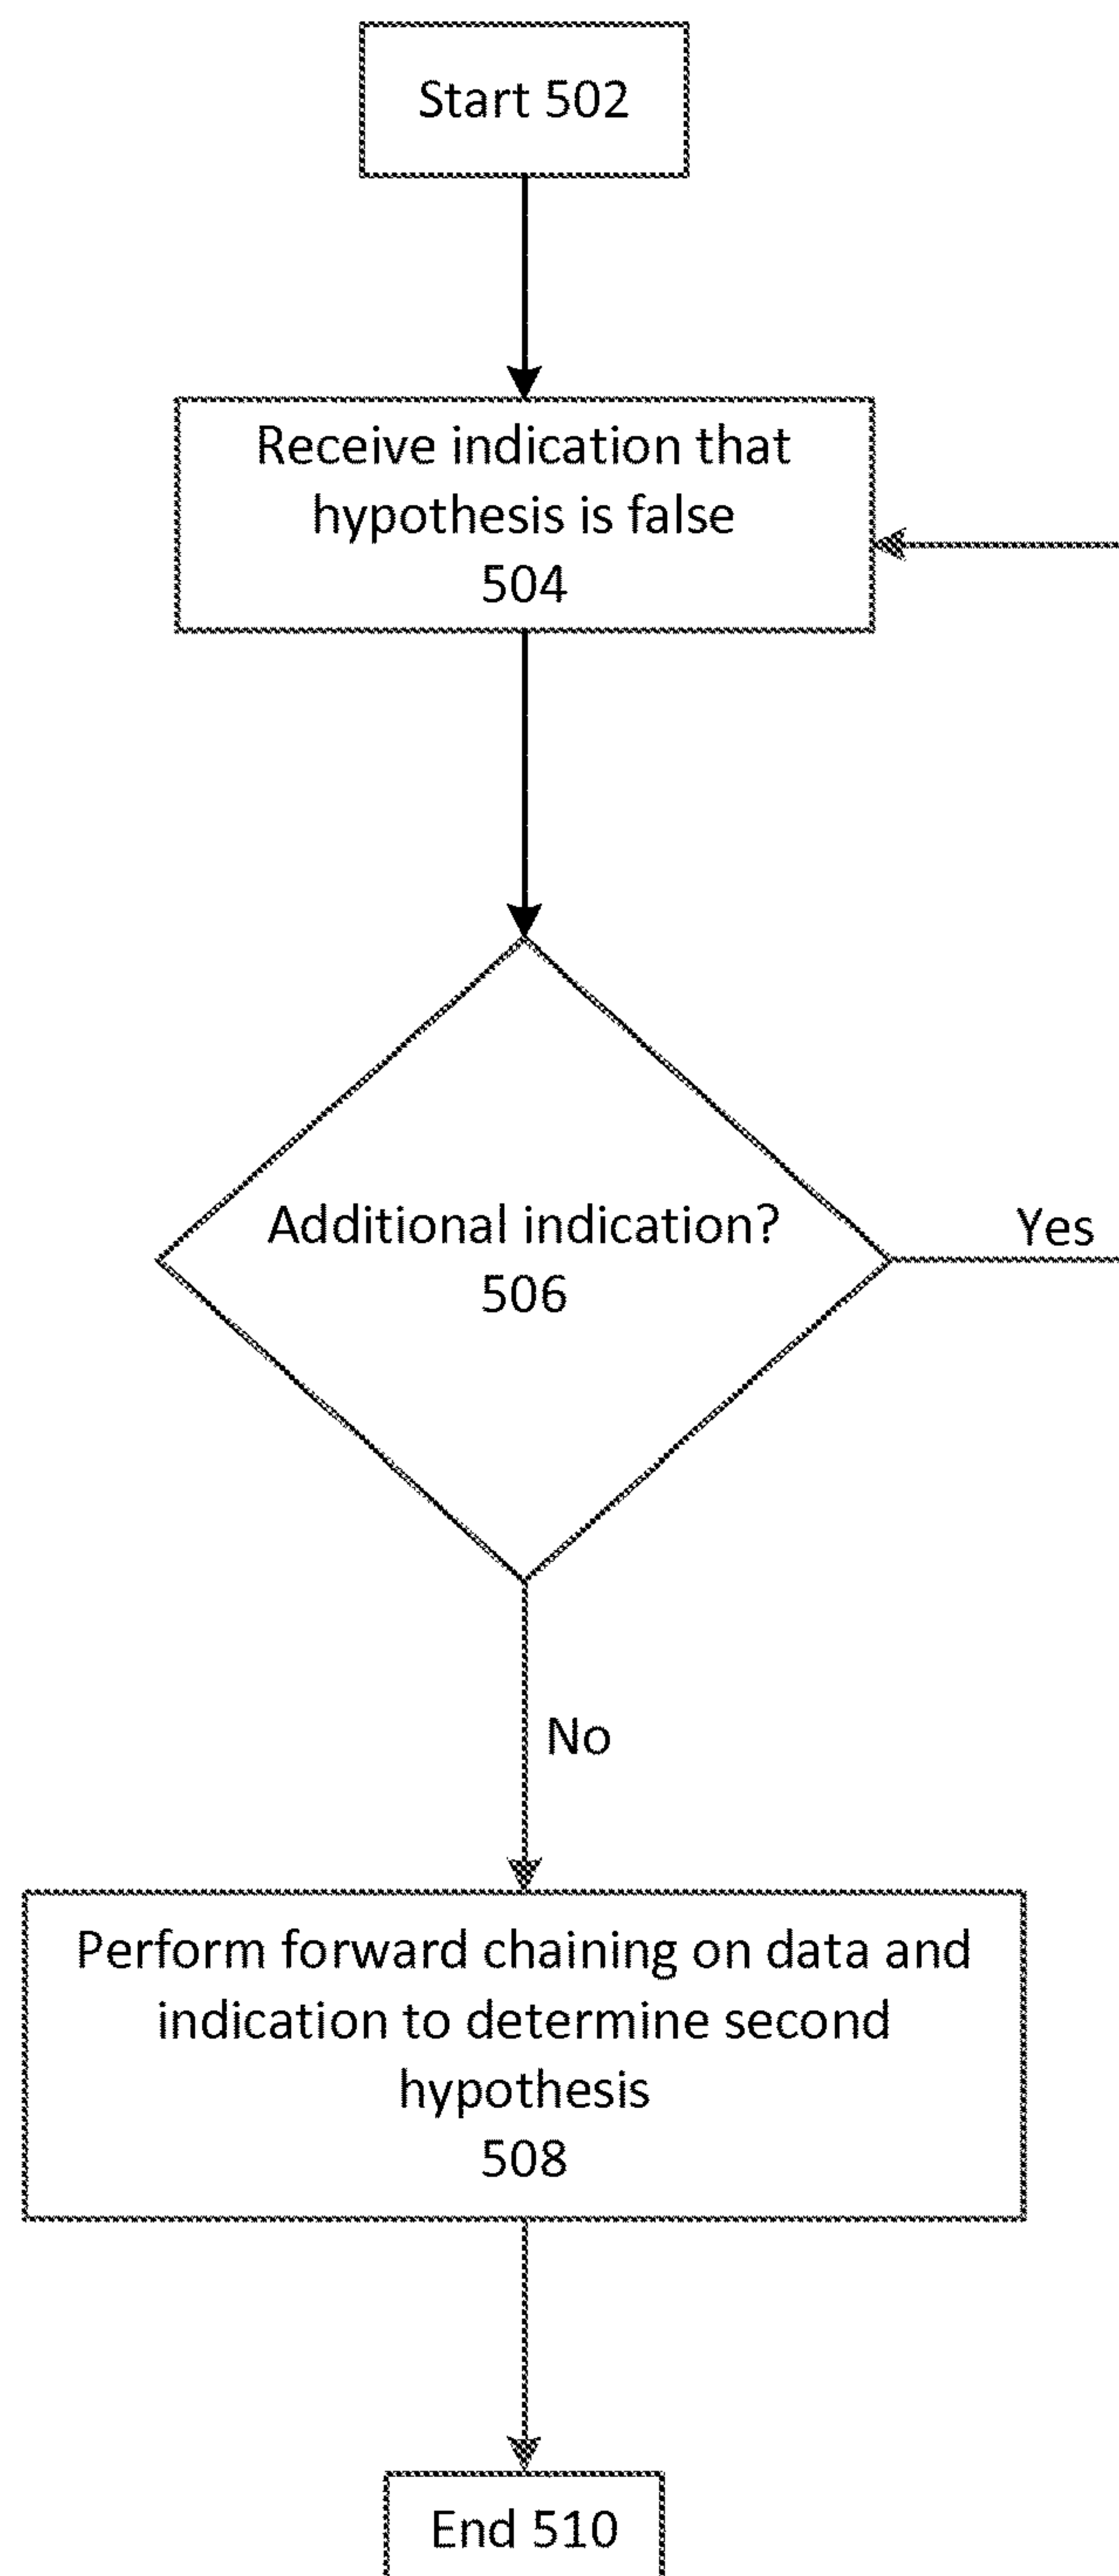 Start 502
Receive indication that
hypothesis is false
504
Additional indication?
506
Yes
No
Perform forward chaining on data and
indication to determine second
hypothesis
508
End 510